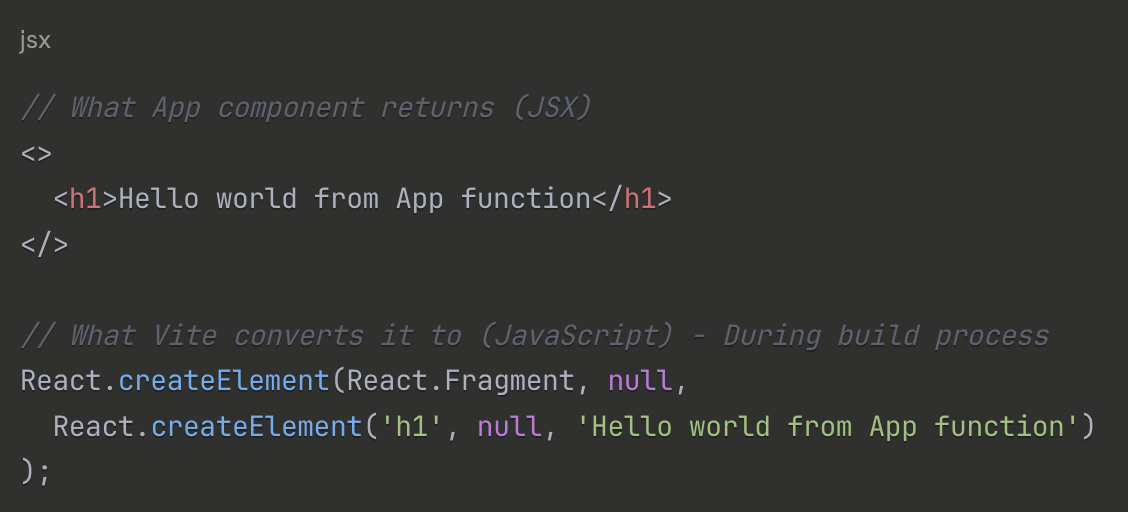 jsx
// What App component returns (JSX)
<>
  <h1>Hello world from App function</h1>
</>
// What Vite converts it to (JavaScript) - During build process
React.createElement(React.Fragment, null,
  React.createElement('h1', null, 'Hello world from App function')
);